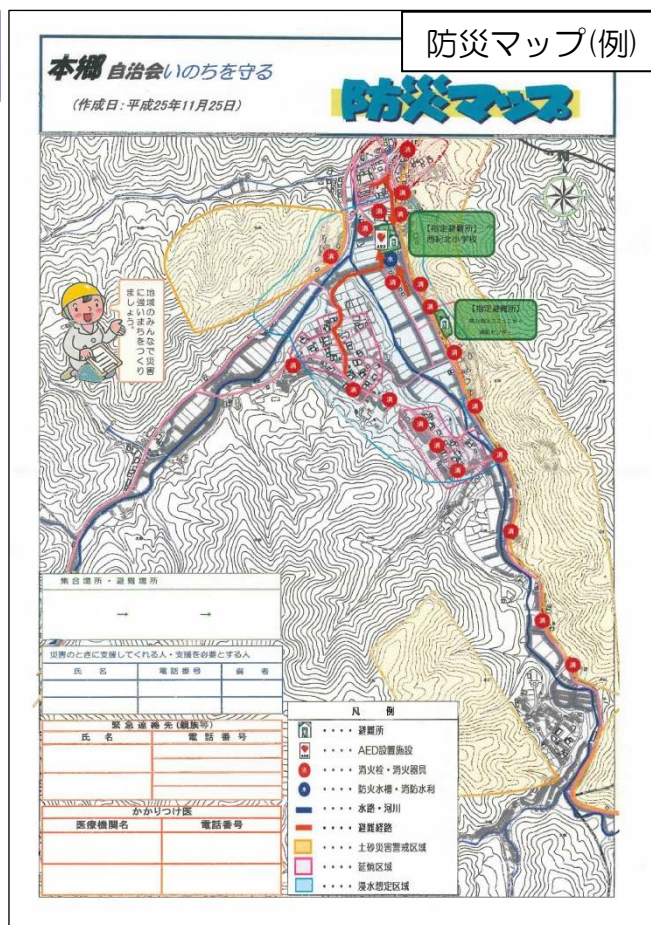 防災マップ(例)
本郷 自治会いのちを守る
(作成日:平成25年11月25日)
防災マップ
N
【指定避難所】
西紀北小学校
【指定避難所】
地域のみんなで災害
に強いまちをつくり
ましょう。
集合場所・避難場所
→ →
災害のときに支援してくれる人・支援を必要とする人
氏 名 電話番号 備 考
緊急連絡先(親族等)
氏 名 電 話 番 号
かかりつけ医
医療機関名 電話番号
凡 例
・・・・ 避難所
AED ・・・・ AED設置施設
消 ・・・・ 消火栓・消火器具
・・・・ 防火水槽・消防水利
・・・・ 水路・河川
・・・・ 避難経路
・・・・ 土砂災害警戒区域
・・・・ 延焼区域
・・・・ 浸水想定区域